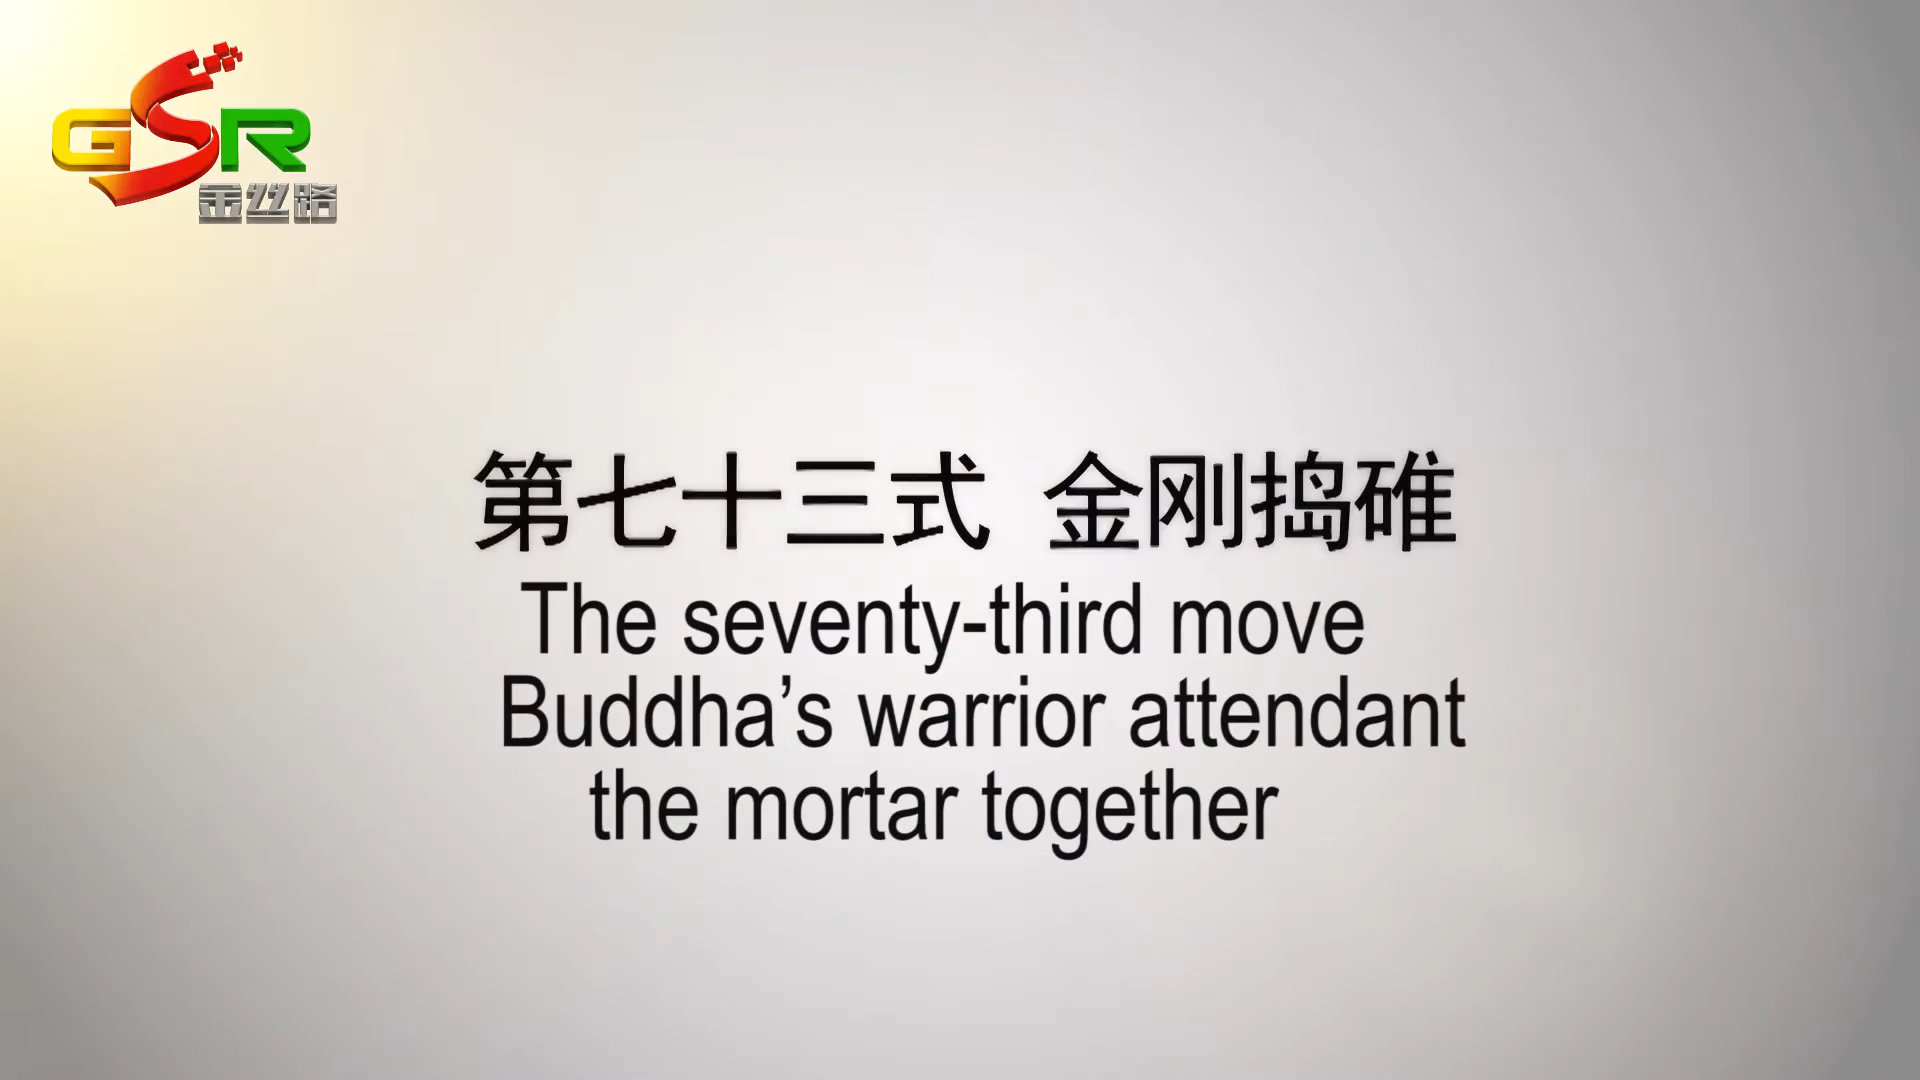 GSR
金丝路
第七十三式 金刚捣碓
The seventy-third move
Buddha’s warrior attendant
the mortar together